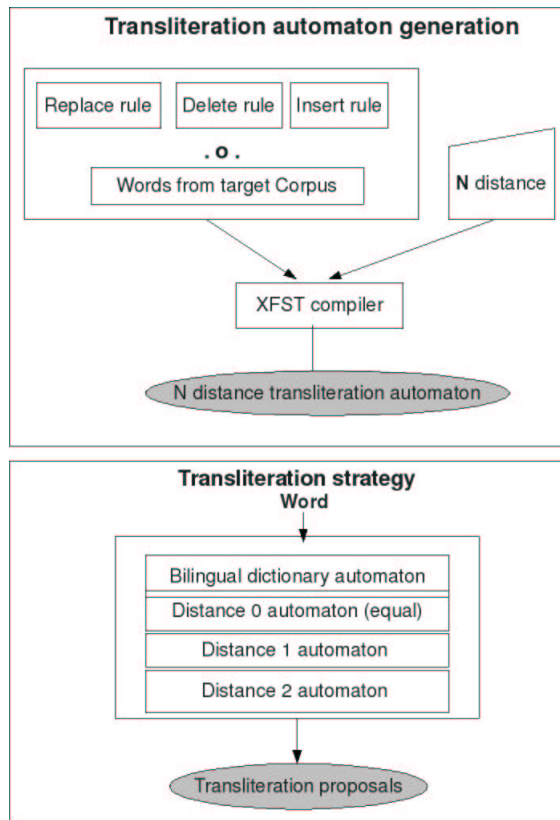 Transliteration automaton generation
Replace rule
Delete rule
Insert rule
. o .
Words from target Corpus
N distance
XFST compiler
N distance transliteration automaton
Transliteration strategy
Word
Bilingual dictionary automaton
Distance 0 automaton (equal)
Distance 1 automaton
Distance 2 automaton
Transliteration proposals